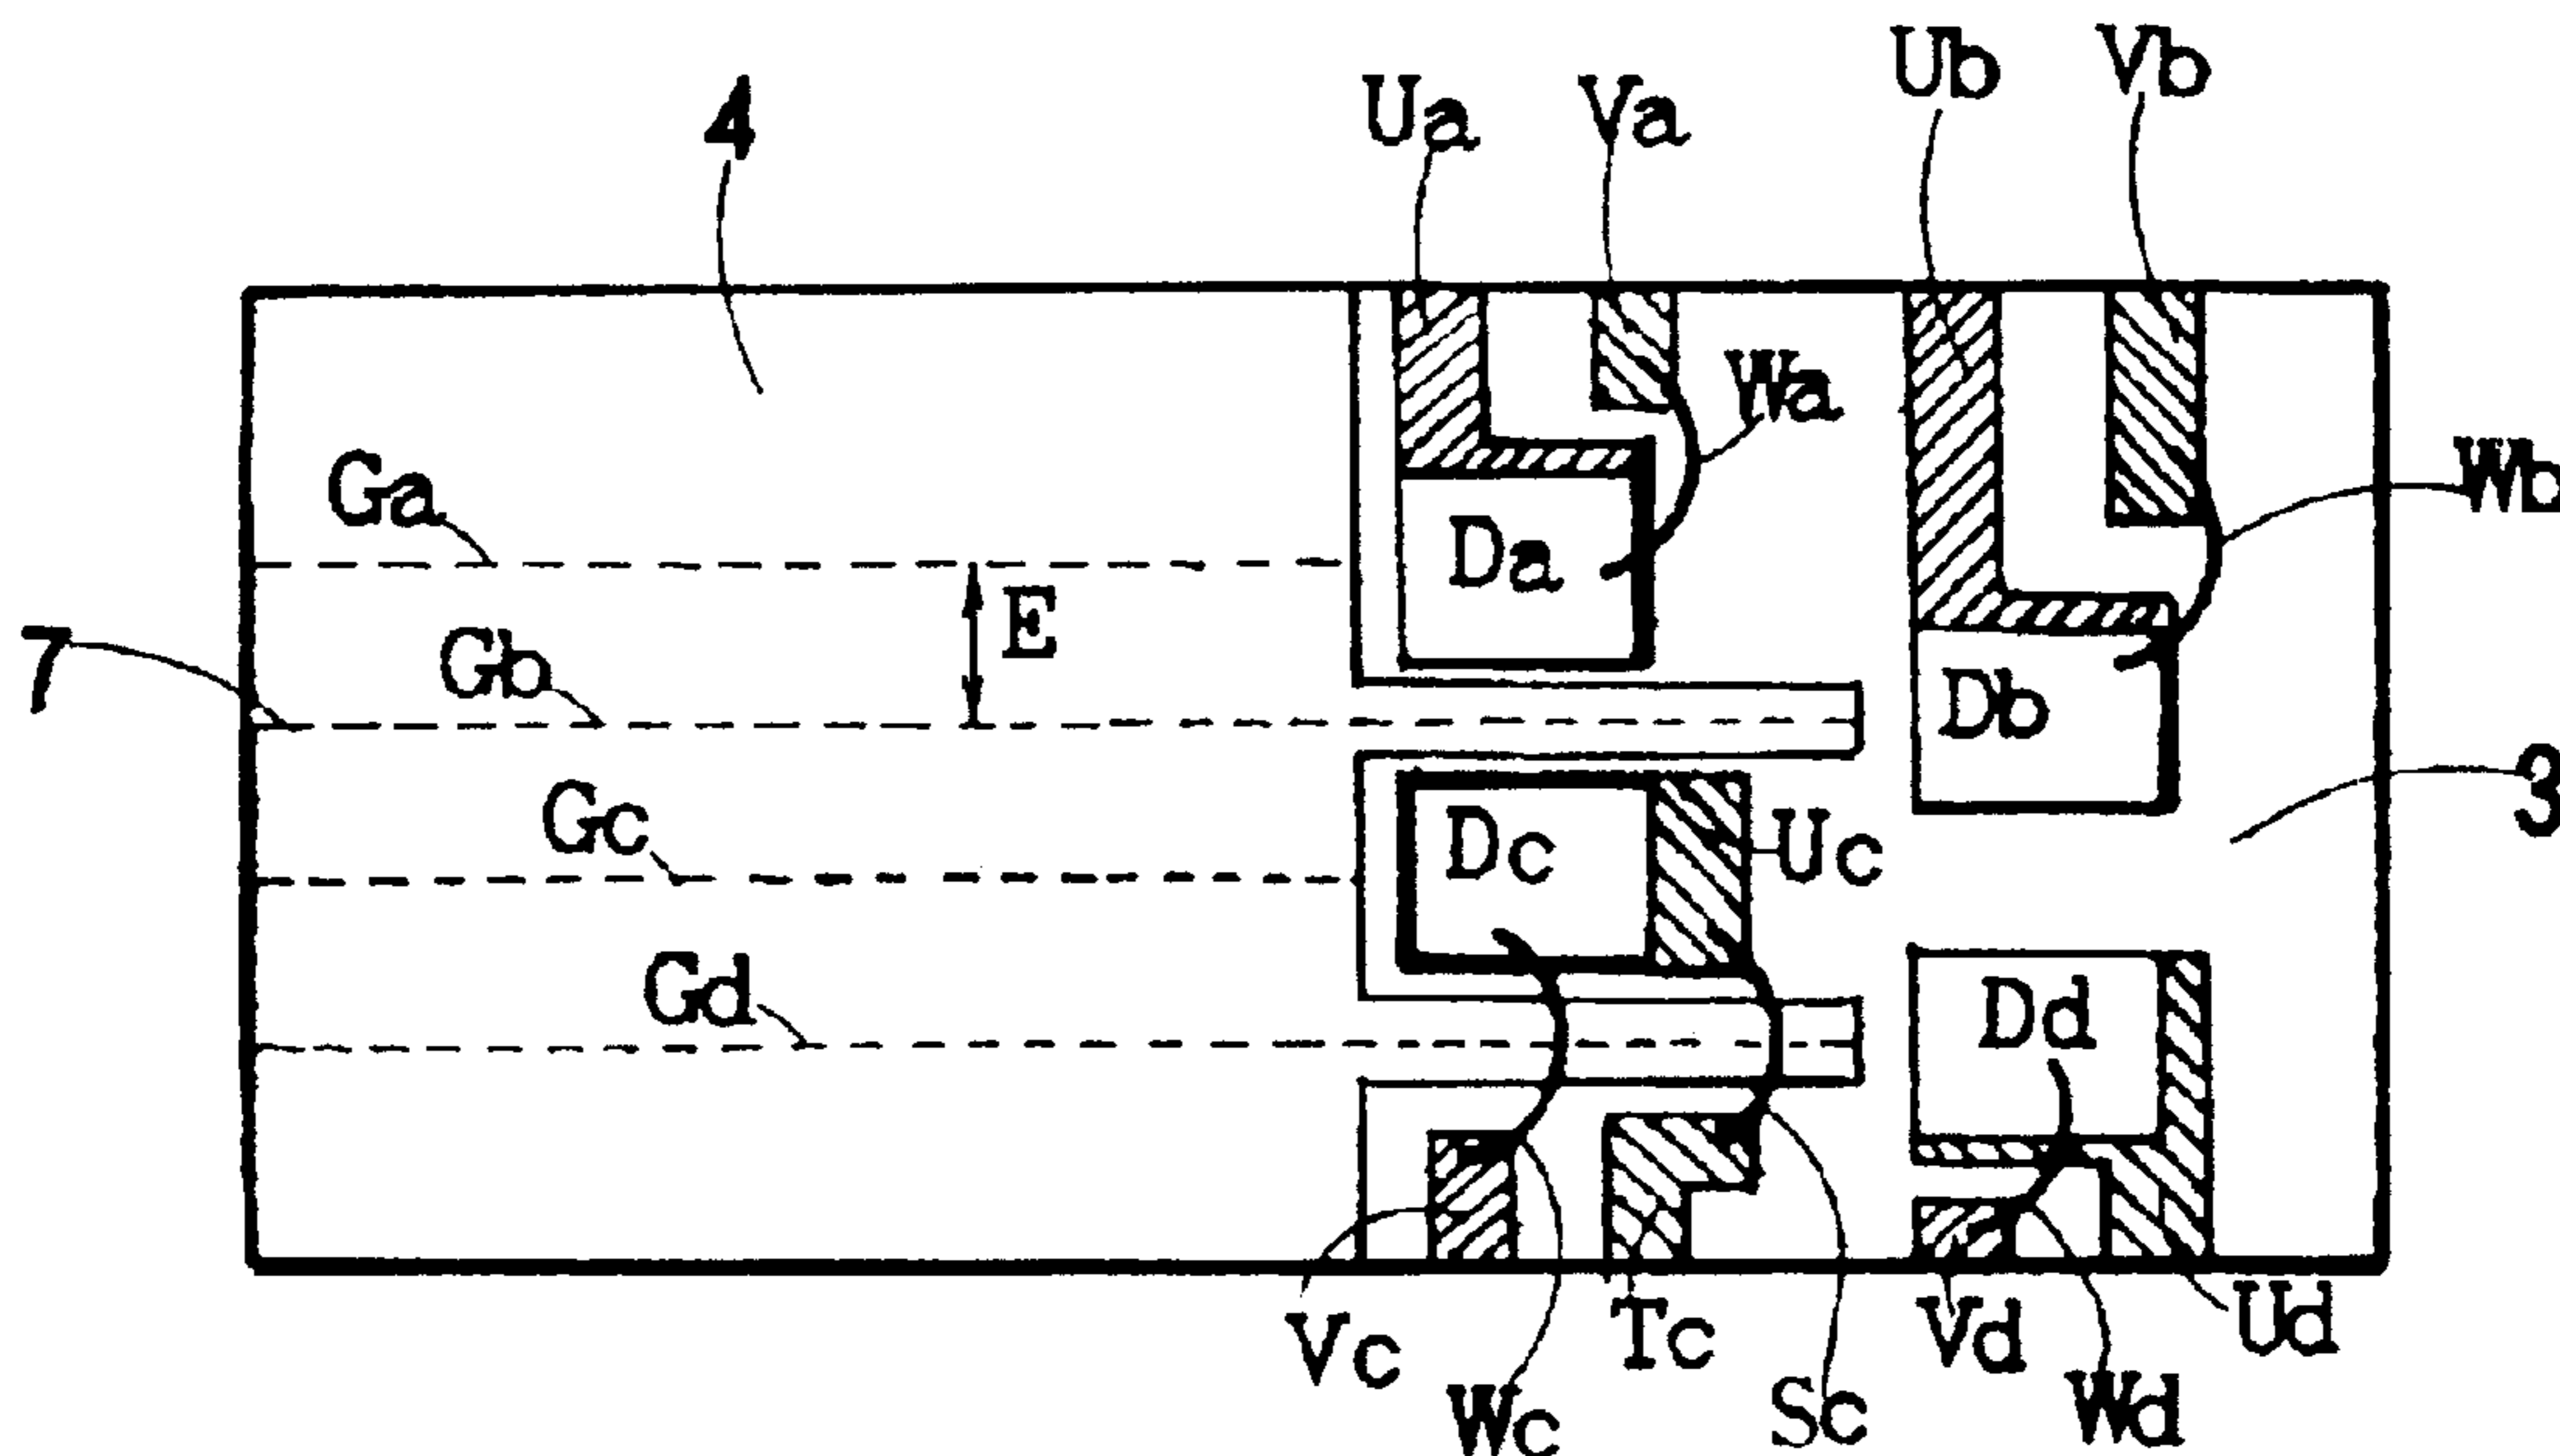 Ub Vb
4 Ua Va
Wa
Wb
Ga
Da
E
7 Gb
Db
Gc Dc Uc 3
Gd Dd
Vc Tc Vd Ud
Wc Sc Wd